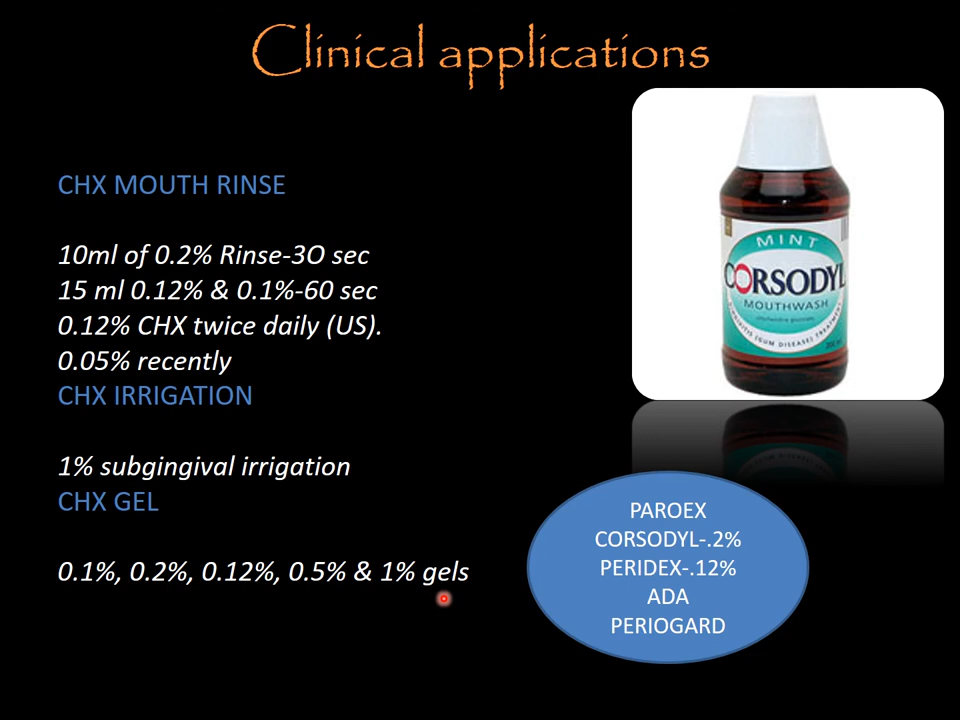 Clinical applications
CHX MOUTH RINSE
10ml of 0.2% Rinse-3O sec
15 ml 0.12% & 0.1%-60 sec
0.12% CHX twice daily (US).
0.05% recently
CHX IRRIGATION
1% subgingival irrigation
CHX GEL
0.1%, 0.2%, 0.12%, 0.5% & 1% gels
MINT
CORSODYL
MOUTHWASH
PAROEX
CORSODYL-.2%
PERIDEX-.12%
ADA
PERIOGARD